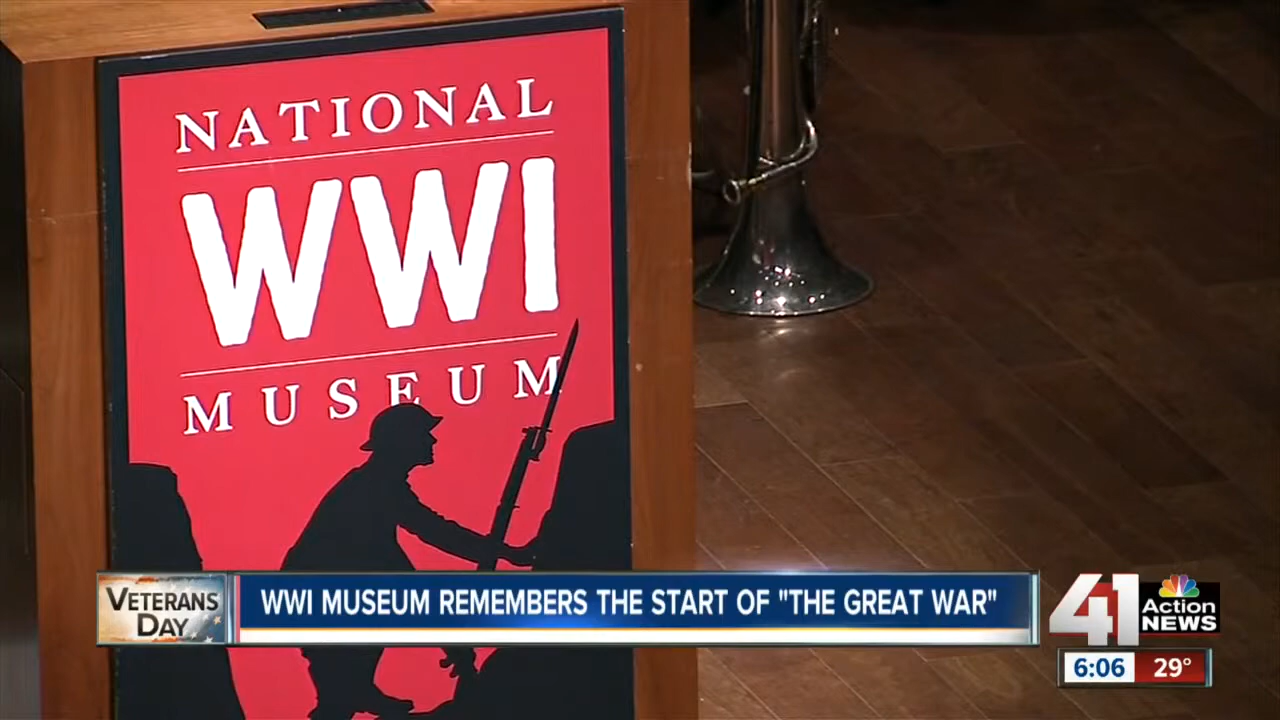 NATIONAL
WWI
MUSEUM
VETERANS
DAY
WWI MUSEUM REMEMBERS THE START OF "THE GREAT WAR"
41
Action
NEWS
6:06 29°